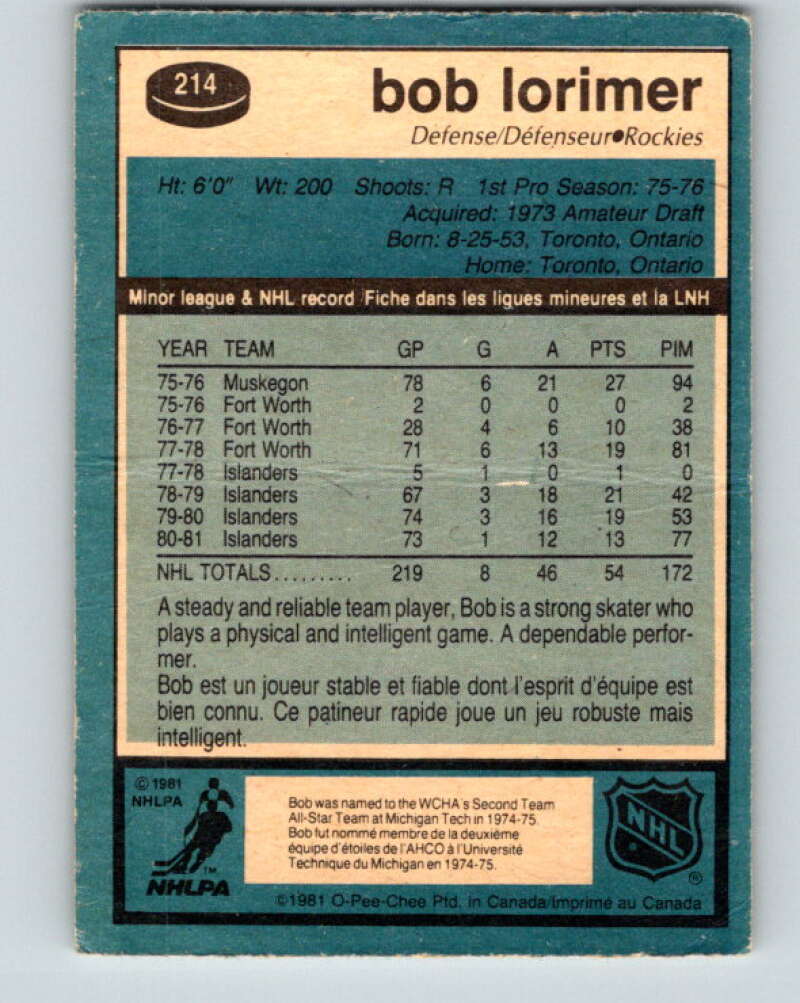 214
bob lorimer
Defense/Défenseur●Rockies
Ht: 6'0" Wt: 200 Shoots: R 1st Pro Season: 75-76
Acquired: 1973 Amateur Draft
Born: 8-25-53, Toronto, Ontario
Home: Toronto, Ontario
Minor league & NHL record Fiche dans les ligues mineures et la LNH
YEAR TEAM GP G A PTS PIM
75-76 Muskegon 78 6 21 27 94
75-76 Fort Worth 2 0 0 0 2
76-77 Fort Worth 28 4 6 10 38
77-78 Fort Worth 71 6 13 19 81
77-78 Islanders 5 1 0 1 0
78-79 Islanders 67 3 18 21 42
79-80 Islanders 74 3 16 19 53
80-81 Islanders 73 1 12 13 77
NHL TOTALS......... 219 8 46 54 172
A steady and reliable team player, Bob is a strong skater who
plays a physical and intelligent game. A dependable perfor-
mer.
Bob est un joueur stable et fiable dont l'esprit d'équipe est
bien connu. Ce patineur rapide joue un jeu robuste mais
intelligent.
© 1981
NHLPA
TM
NHLPA
Bob was named to the WCHA's Second Team
All-Star Team at Michigan Tech in 1974-75.
Bob fut nommé membre de la deuxième
équipe d'étoiles de l'AHCO à l'Université
Technique du Michigan en 1974-75.
NHL
®
©1981 O-Pee-Chee Ptd. in Canada/Imprimé au Canada